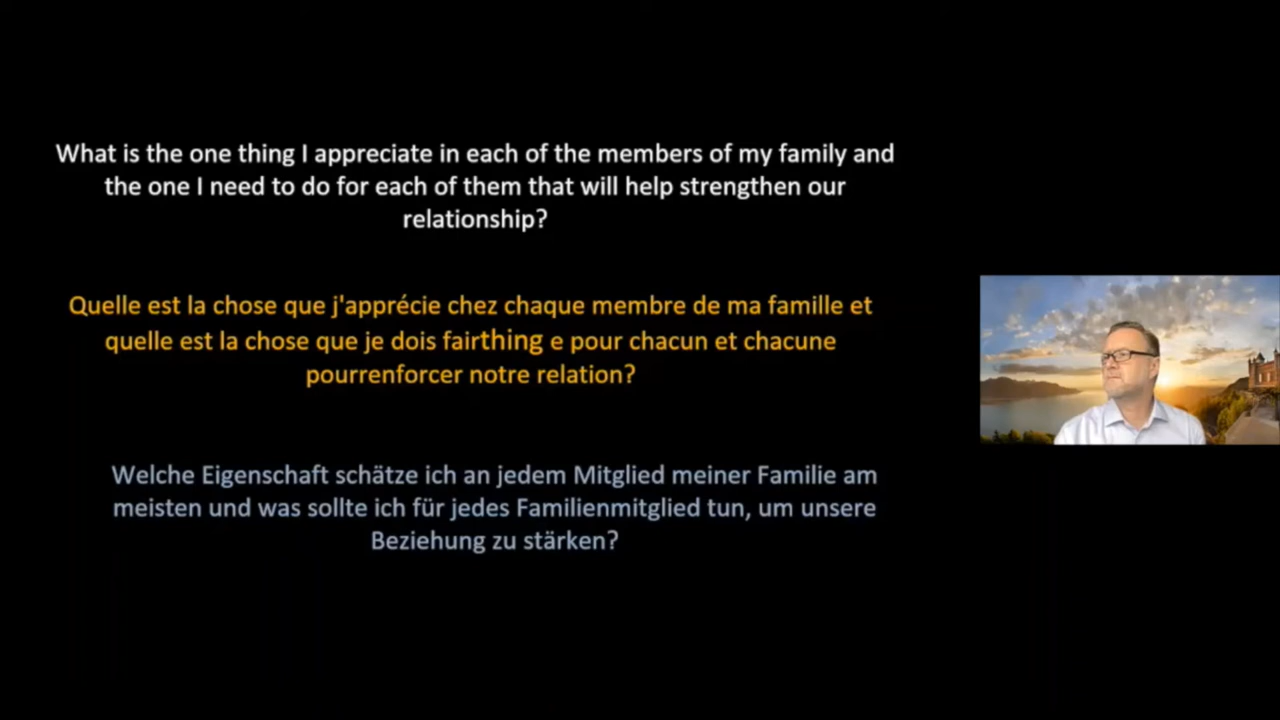 What is the one thing I appreciate in each of the members of my family and
the one I need to do for each of them that will help strengthen our
relationship?
Quelle est la chose que j'apprécie chez chaque membre de ma famille et
quelle est la chose que je dois fairthing e pour chacun et chacune
pourrenforcer notre relation?
Welche Eigenschaft schätze ich an jedem Mitglied meiner Familie am
meisten und was sollte ich für jedes Familienmitglied tun, um unsere
Beziehung zu stärken?